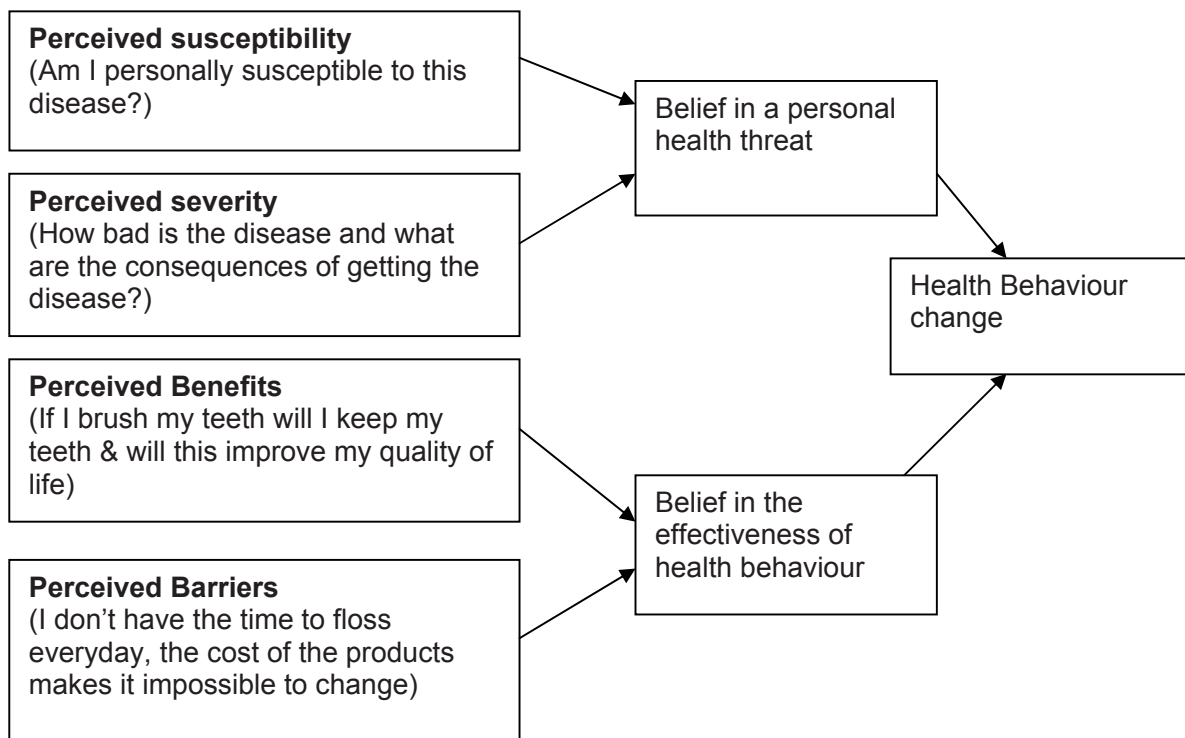 Perceived susceptibility
(Am I personally susceptible to this
disease?)
Perceived severity
(How bad is the disease and what
are the consequences of getting the
disease?)
Perceived Benefits
(If I brush my teeth will I keep my
teeth & will this improve my quality of
life)
Perceived Barriers
(I don't have the time to floss
everyday, the cost of the products
makes it impossible to change)
Belief in a personal
health threat
Belief in the
effectiveness of
health behaviour
Health Behaviour
change